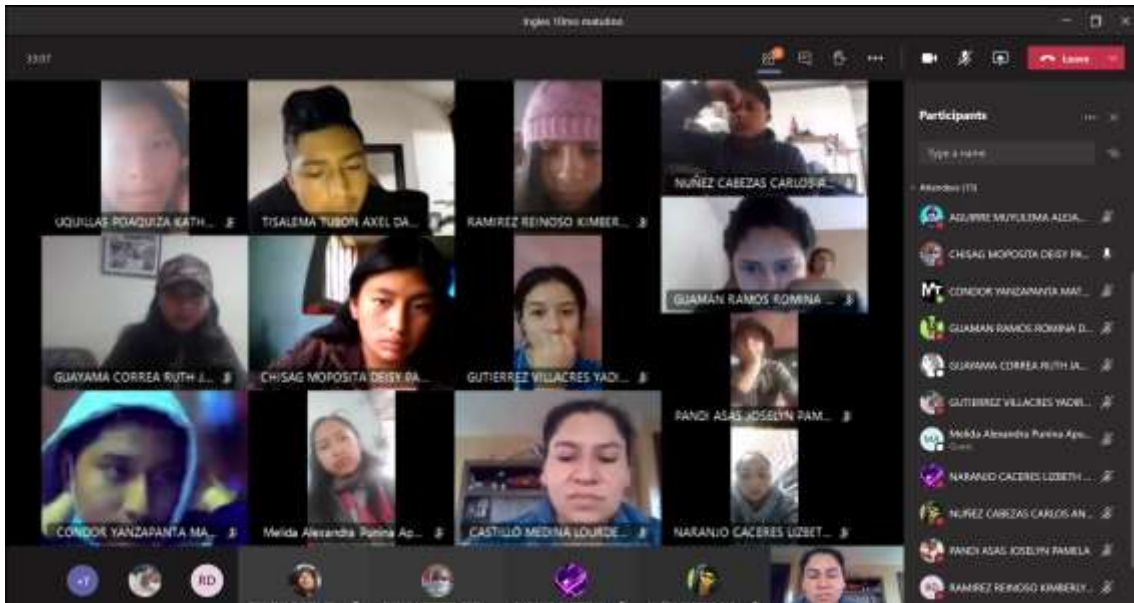 Ingles 10mo matutino
33:07
Leave
UQUILLAS POAQUIZA KATH...
TISALEMA TUBON AXEL DA...
RAMIREZ REINOSO KIMBER...
NUÑEZ CABEZAS CARLOS A...
GUAYAMA CORREA RUTH J...
CHISAG MOPOSITA DEISY PA...
GUTIERREZ VILLACRES YADI...
GUAMAN RAMOS ROMINA ...
PANDI ASAS JOSELYN PAM...
CONDOR YANZAPANTA MA...
Melida Alexandra Punina Ap...
CASTILLO MEDINA LOURDE...
NARANJO CACERES LIZBET...
+7
RD
Participants
Type a name
Attendees
AGUIRRE MUYULEMA ALEJA...
CHISAG MOPOSITA DEISY PA...
CONDOR YANZAPANTA MAT...
GUAMAN RAMOS ROMINA D...
GUAYAMA CORREA RUTH JA...
GUTIERREZ VILLACRES YADIR...
Melida Alexandra Punina Apu...
Guest
NARANJO CACERES LIZBETH ...
NUÑEZ CABEZAS CARLOS AN...
PANDI ASAS JOSELYN PAMELA
RAMIREZ REINOSO KIMBERLY...